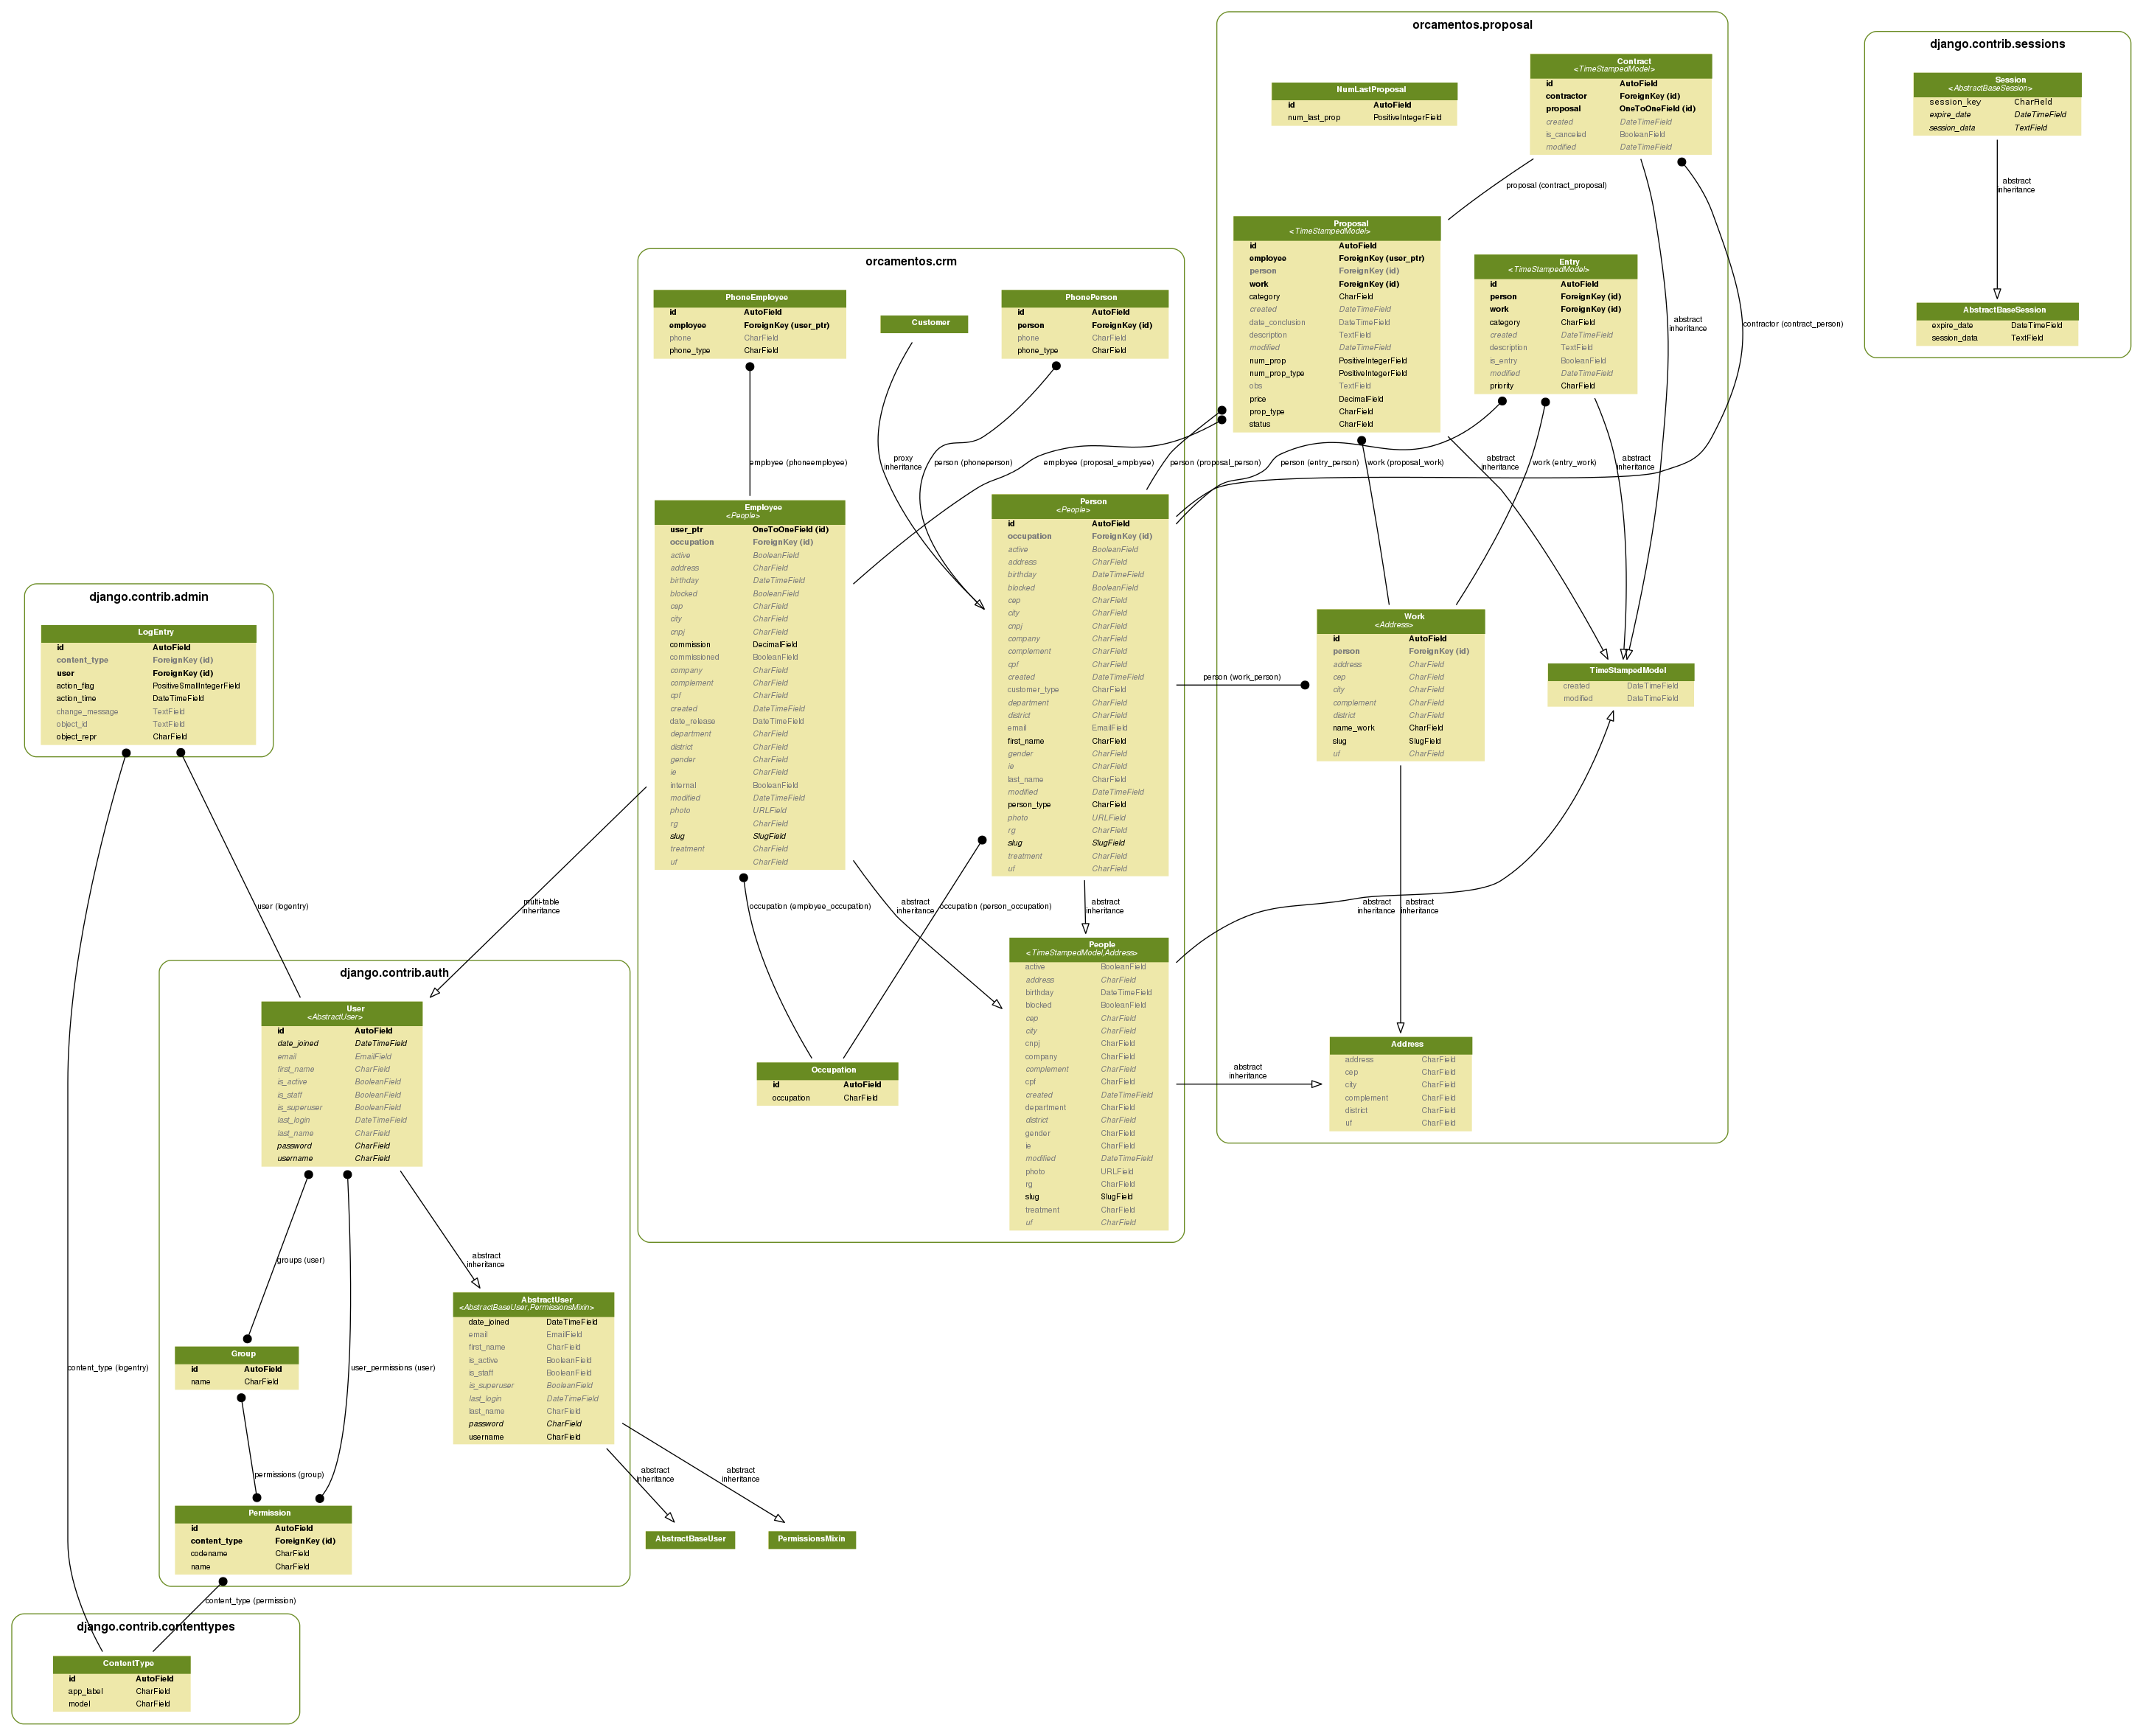 orcamentos.proposal
Contract
<TimeStampedModel>
id AutoField
contractor ForeignKey (id)
proposal OneToOneField (id)
created DateTimeField
is_canceled BooleanField
modified DateTimeField
NumLastProposal
id AutoField
num_last_prop PositiveIntegerField
proposal (contract_proposal)
Proposal
<TimeStampedModel>
id AutoField
employee ForeignKey (user_ptr)
person ForeignKey (id)
work ForeignKey (id)
category CharField
created DateTimeField
date_conclusion DateTimeField
description TextField
modified DateTimeField
num_prop PositiveIntegerField
num_prop_type PositiveIntegerField
obs TextField
price DecimalField
prop_type CharField
status CharField
Entry
<TimeStampedModel>
id AutoField
person ForeignKey (id)
work ForeignKey (id)
category CharField
created DateTimeField
description TextField
is_entry BooleanField
modified DateTimeField
priority CharField
abstract
inheritance
contractor (contract_person)
django.contrib.sessions
Session
<AbstractBaseSession>
session_key CharField
expire_date DateTimeField
session_data TextField
abstract
inheritance
AbstractBaseSession
expire_date DateTimeField
session_data TextField
orcamentos.crm
PhoneEmployee
id AutoField
employee ForeignKey (user_ptr)
phone CharField
phone_type CharField
Customer
PhonePerson
id AutoField
person ForeignKey (id)
phone CharField
phone_type CharField
employee (phoneemployee)
proxy
inheritance
person (phoneperson)
employee (proposal_employee)
person (proposal_person)
person (entry_person)
work (proposal_work)
abstract
inheritance
work (entry_work)
abstract
inheritance
Employee
<People>
user_ptr OneToOneField (id)
occupation ForeignKey (id)
active BooleanField
address CharField
birthday DateTimeField
blocked BooleanField
cep CharField
city CharField
cnpj CharField
commission DecimalField
commissioned BooleanField
company CharField
complement CharField
cpf CharField
created DateTimeField
date_release DateTimeField
department CharField
district CharField
gender CharField
ie CharField
internal BooleanField
modified DateTimeField
photo URLField
rg CharField
slug SlugField
treatment CharField
uf CharField
Person
<People>
id AutoField
occupation ForeignKey (id)
active BooleanField
address CharField
birthday DateTimeField
blocked BooleanField
cep CharField
city CharField
cnpj CharField
company CharField
complement CharField
cpf CharField
created DateTimeField
customer_type CharField
department CharField
district CharField
email EmailField
first_name CharField
gender CharField
ie CharField
last_name CharField
modified DateTimeField
person_type CharField
photo URLField
rg CharField
slug SlugField
treatment CharField
uf CharField
person (work_person)
Work
<Address>
id AutoField
person ForeignKey (id)
address CharField
cep CharField
city CharField
complement CharField
district CharField
name_work CharField
slug SlugField
uf CharField
TimeStampedModel
created DateTimeField
modified DateTimeField
django.contrib.admin
LogEntry
id AutoField
content_type ForeignKey (id)
user ForeignKey (id)
action_flag PositiveSmallIntegerField
action_time DateTimeField
change_message TextField
object_id TextField
object_repr CharField
user (logentry)
multi-table
inheritance
occupation (employee_occupation)
abstract
inheritance
occupation (person_occupation)
abstract
inheritance
abstract
inheritance
abstract
inheritance
People
<TimeStampedModel,Address>
active BooleanField
address CharField
birthday DateTimeField
blocked BooleanField
cep CharField
city CharField
cnpj CharField
company CharField
complement CharField
cpf CharField
created DateTimeField
department CharField
district CharField
gender CharField
ie CharField
modified DateTimeField
photo URLField
rg CharField
slug SlugField
treatment CharField
uf CharField
Occupation
id AutoField
occupation CharField
abstract
inheritance
Address
address CharField
cep CharField
city CharField
complement CharField
district CharField
uf CharField
django.contrib.auth
User
<AbstractUser>
id AutoField
date_joined DateTimeField
email EmailField
first_name CharField
is_active BooleanField
is_staff BooleanField
is_superuser BooleanField
last_login DateTimeField
last_name CharField
password CharField
username CharField
groups (user)
abstract
inheritance
AbstractUser
<AbstractBaseUser,PermissionsMixin>
date_joined DateTimeField
email EmailField
first_name CharField
is_active BooleanField
is_staff BooleanField
is_superuser BooleanField
last_login DateTimeField
last_name CharField
password CharField
username CharField
Group
id AutoField
name CharField
content_type (logentry)
user_permissions (user)
permissions (group)
abstract
inheritance
abstract
inheritance
Permission
id AutoField
content_type ForeignKey (id)
codename CharField
name CharField
AbstractBaseUser
PermissionsMixin
content_type (permission)
django.contrib.contenttypes
ContentType
id AutoField
app_label CharField
model CharField